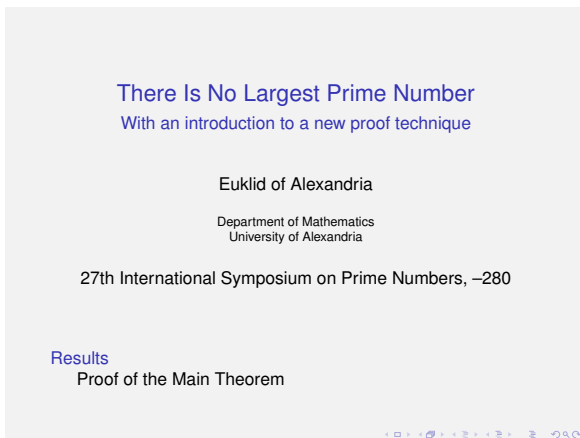 There Is No Largest Prime Number
With an introduction to a new proof technique
Euklid of Alexandria
Department of Mathematics
University of Alexandria
27th International Symposium on Prime Numbers, –280
Results
Proof of the Main Theorem